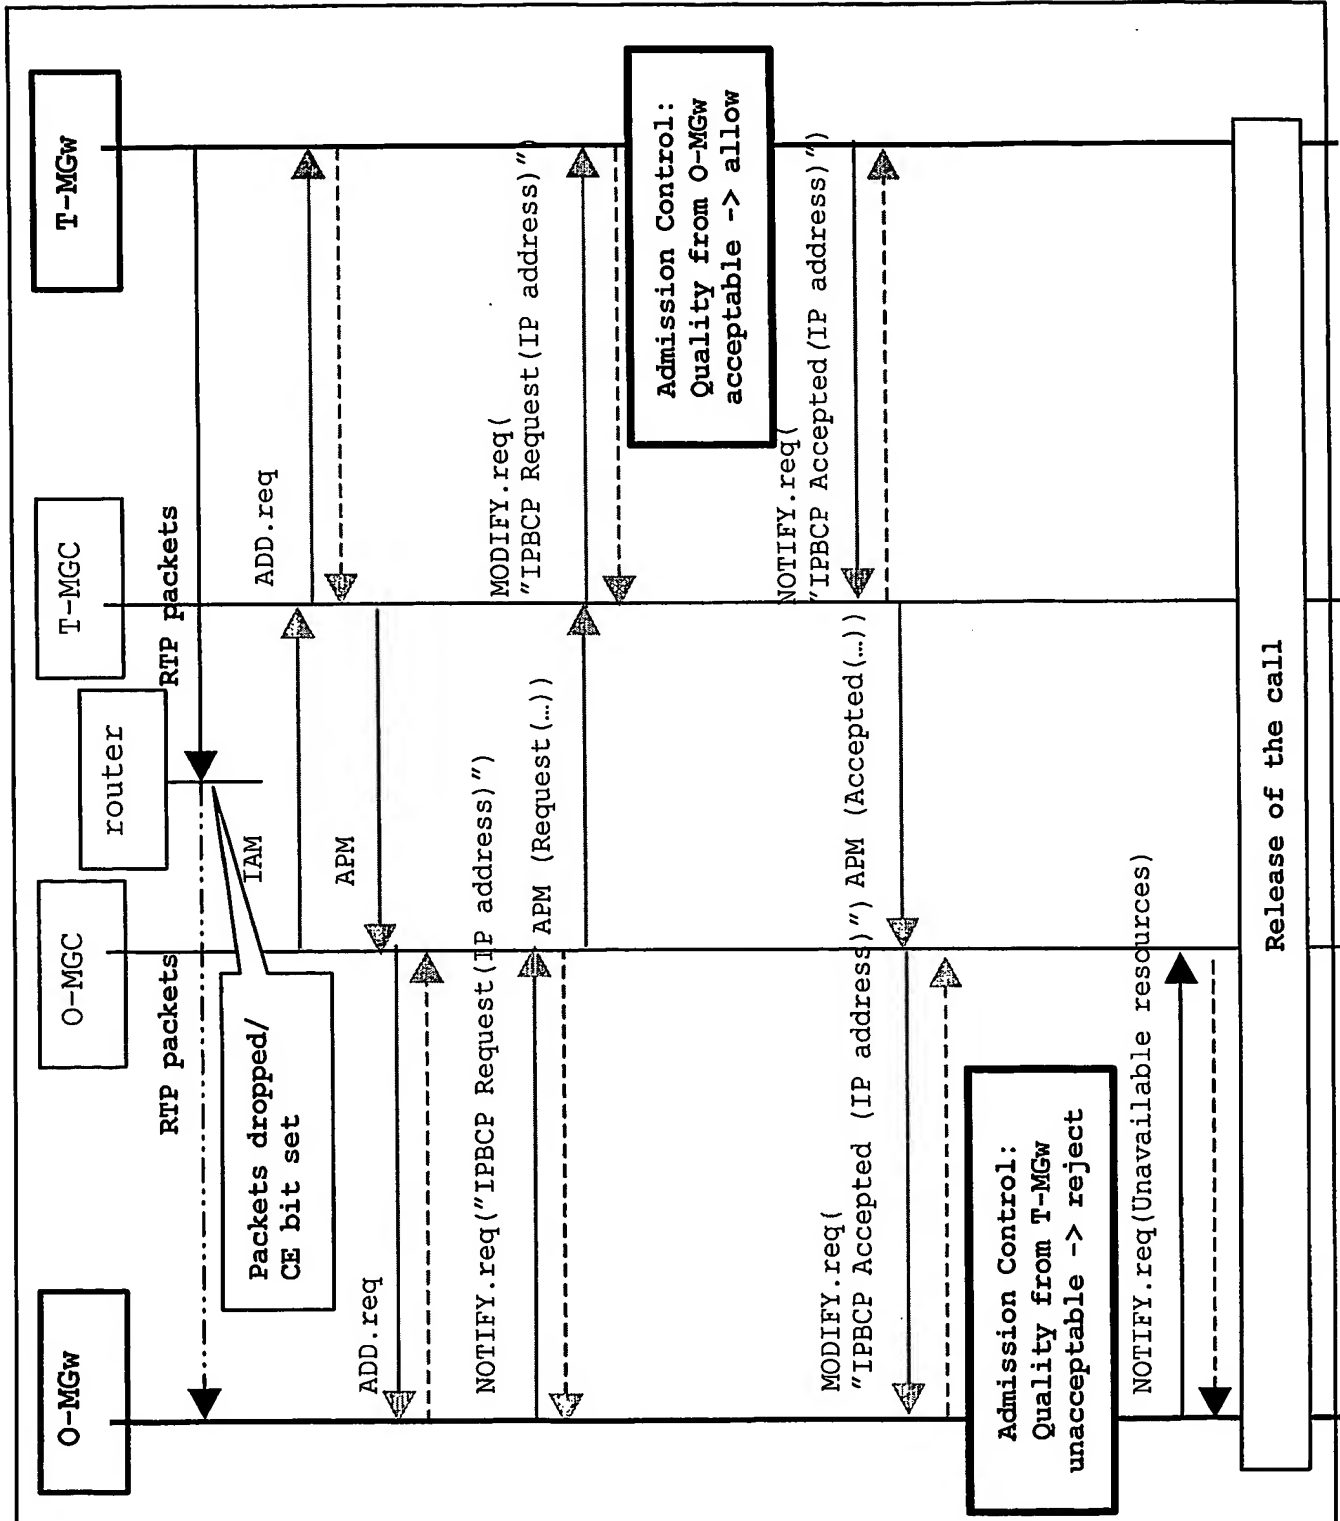 O-MGw
O-MGC
router
T-MGC
T-MGw
RTP packets
RTP packets
Packets dropped/
CE bit set
IAM
ADD.req
APM
ADD.req
NOTIFY.req("IPBCP Request(IP address)")
APM (Request(…))
MODIFY.req(
"IPBCP Request(IP address)")
Admission Control:
Quality from O-MGw
acceptable -> allow
NOTIFY.req(
"IPBCP Accepted(IP address)")
APM (Accepted(…))
MODIFY.req(
"IPBCP Accepted (IP address)")
Admission Control:
Quality from T-MGw
unacceptable -> reject
NOTIFY.req(Unavailable resources)
Release of the call